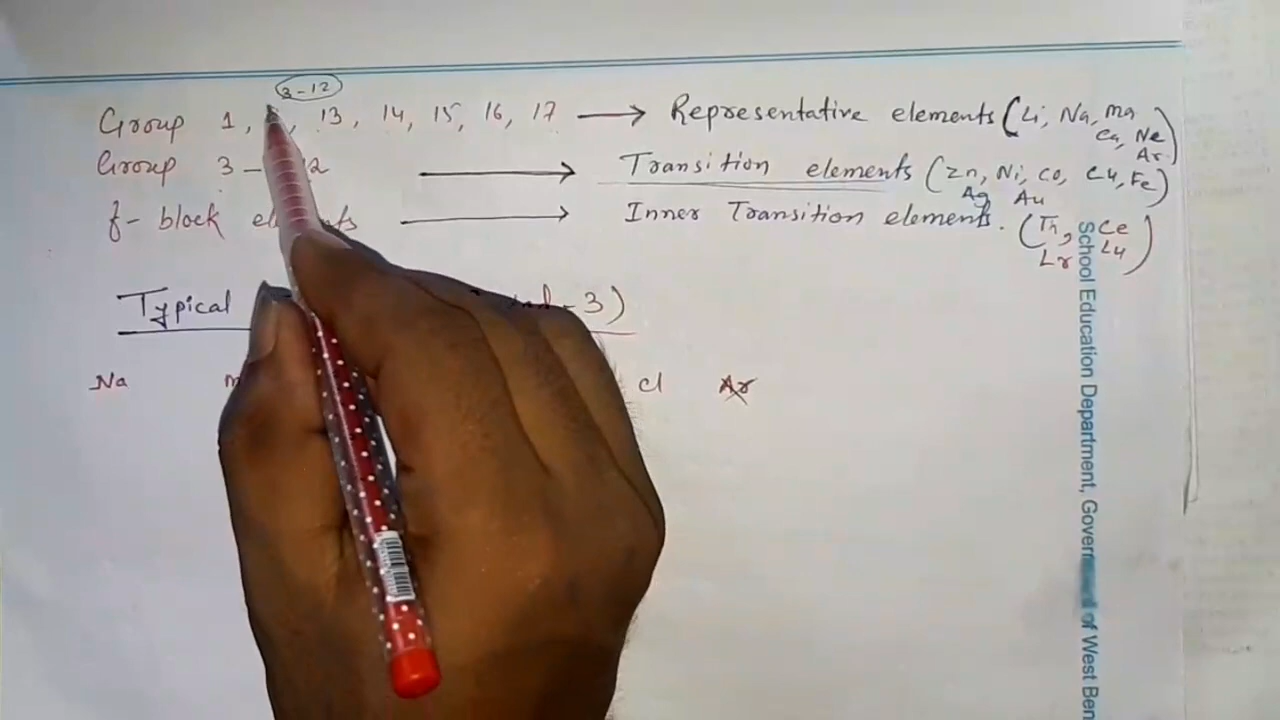 3-12
Group 1, , 13, 14, 15, 16, 17 → Representative elements (Li, Na, Mg
Ca, Ne
Ar)
Group 3 - 12 → Transition elements (Zn, Ni, Co, Cu, Fe)
Ag Au
f-block elements → Inner Transition elements. (Th, Ce
Lr Lu)
Typical - 3)
Na Cl Ar
School Education Department, Government of West Ben